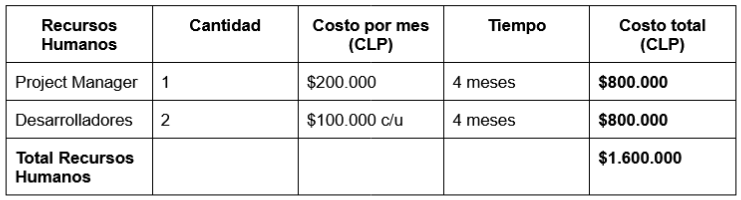 Recursos Humanos Cantidad Costo por mes (CLP) Tiempo Costo total (CLP)
Project Manager 1 $200.000 4 meses $800.000
Desarrolladores 2 $100.000 c/u 4 meses $800.000
Total Recursos Humanos $1.600.000